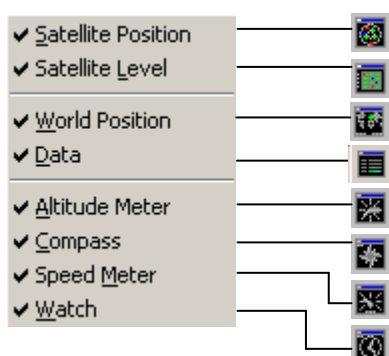 Satellite Position
Satellite Level
World Position
Data
Altitude Meter
Compass
Speed Meter
Watch